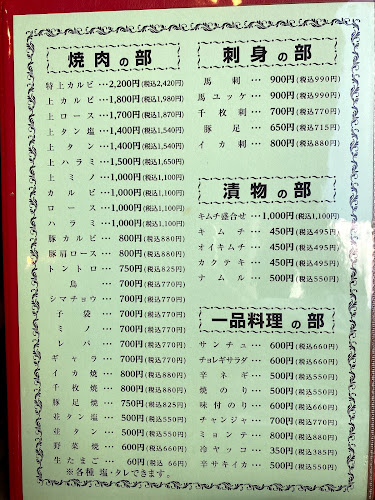 焼肉の部
特上カルビ…2,200円(税込2,420円)
上カルビ…1,800円(税込1,980円)
上ロース…1,700円(税込1,870円)
上タン塩…1,400円(税込1,540円)
上タン…1,400円(税込1,540円)
上ハラミ…1,500円(税込1,650円)
上ミ…1,000円(税込1,100円)
カルビ…1,000円(税込1,100円)
ロース…1,000円(税込1,100円)
ハラミ…1,000円(税込1,100円)
豚カルビ…800円(税込880円)
豚肩ロース…800円(税込880円)
トントロ…750円(税込825円)
鳥…700円(税込770円)
シマチョウ…700円(税込770円)
子袋…700円(税込770円)
ミノ…700円(税込770円)
レバ…700円(税込770円)
ギャラ…700円(税込770円)
イカ焼…800円(税込880円)
千枚焼…800円(税込880円)
豚足焼…750円(税込825円)
並タン塩…500円(税込550円)
並タン…500円(税込550円)
野菜焼…600円(税込660円)
生たまご…60円(税込 66円)
※各種 塩・タレできます。
刺身の部
馬刺…900円(税込990円)
馬ユッケ…900円(税込990円)
千枚刺…700円(税込770円)
豚足…650円(税込715円)
イカ刺…800円(税込880円)
漬物の部
キムチ盛合せ…1,000円(税込1,100円)
キムチ…450円(税込495円)
オイキムチ…450円(税込495円)
カクテキ…450円(税込495円)
ナムル…500円(税込550円)
一品料理の部
サンチュ…600円(税込660円)
チョレギサラダ…600円(税込660円)
辛ネギ…500円(税込550円)
焼のり…500円(税込550円)
味付のり…600円(税込660円)
チャンジャ…700円(税込770円)
ミョンテ…800円(税込880円)
冷ヤッコ…350円(税込385円)
辛サキイカ…500円(税込550円)